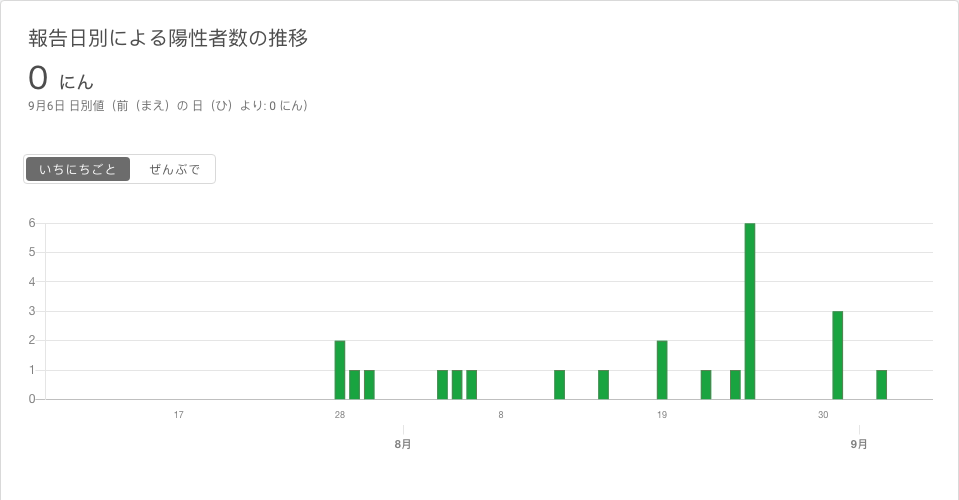 報告日別による陽性者数の推移
0 にん
9月6日 日別値（前（まえ）の 日（ひ）より: 0 にん）
いちにちごと ぜんぶで
6
5
4
3
2
1
0
17 28 8 19 30
8月 9月